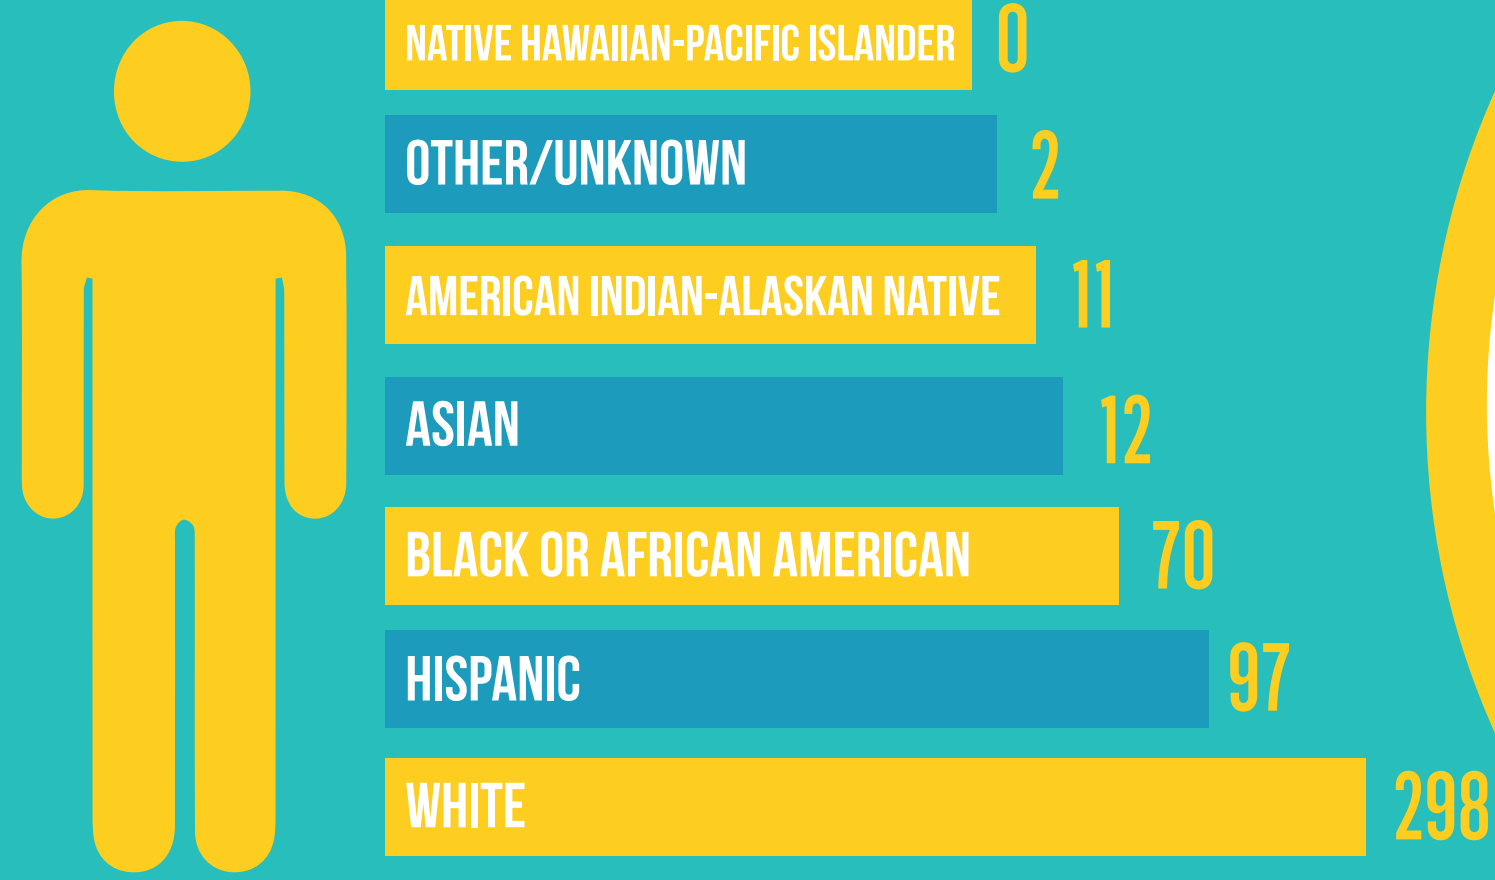 NATIVE HAWAIIAN-PACIFIC ISLANDER 0
OTHER/UNKNOWN 2
AMERICAN INDIAN-ALASKAN NATIVE 11
ASIAN 12
BLACK OR AFRICAN AMERICAN 70
HISPANIC 97
WHITE 298